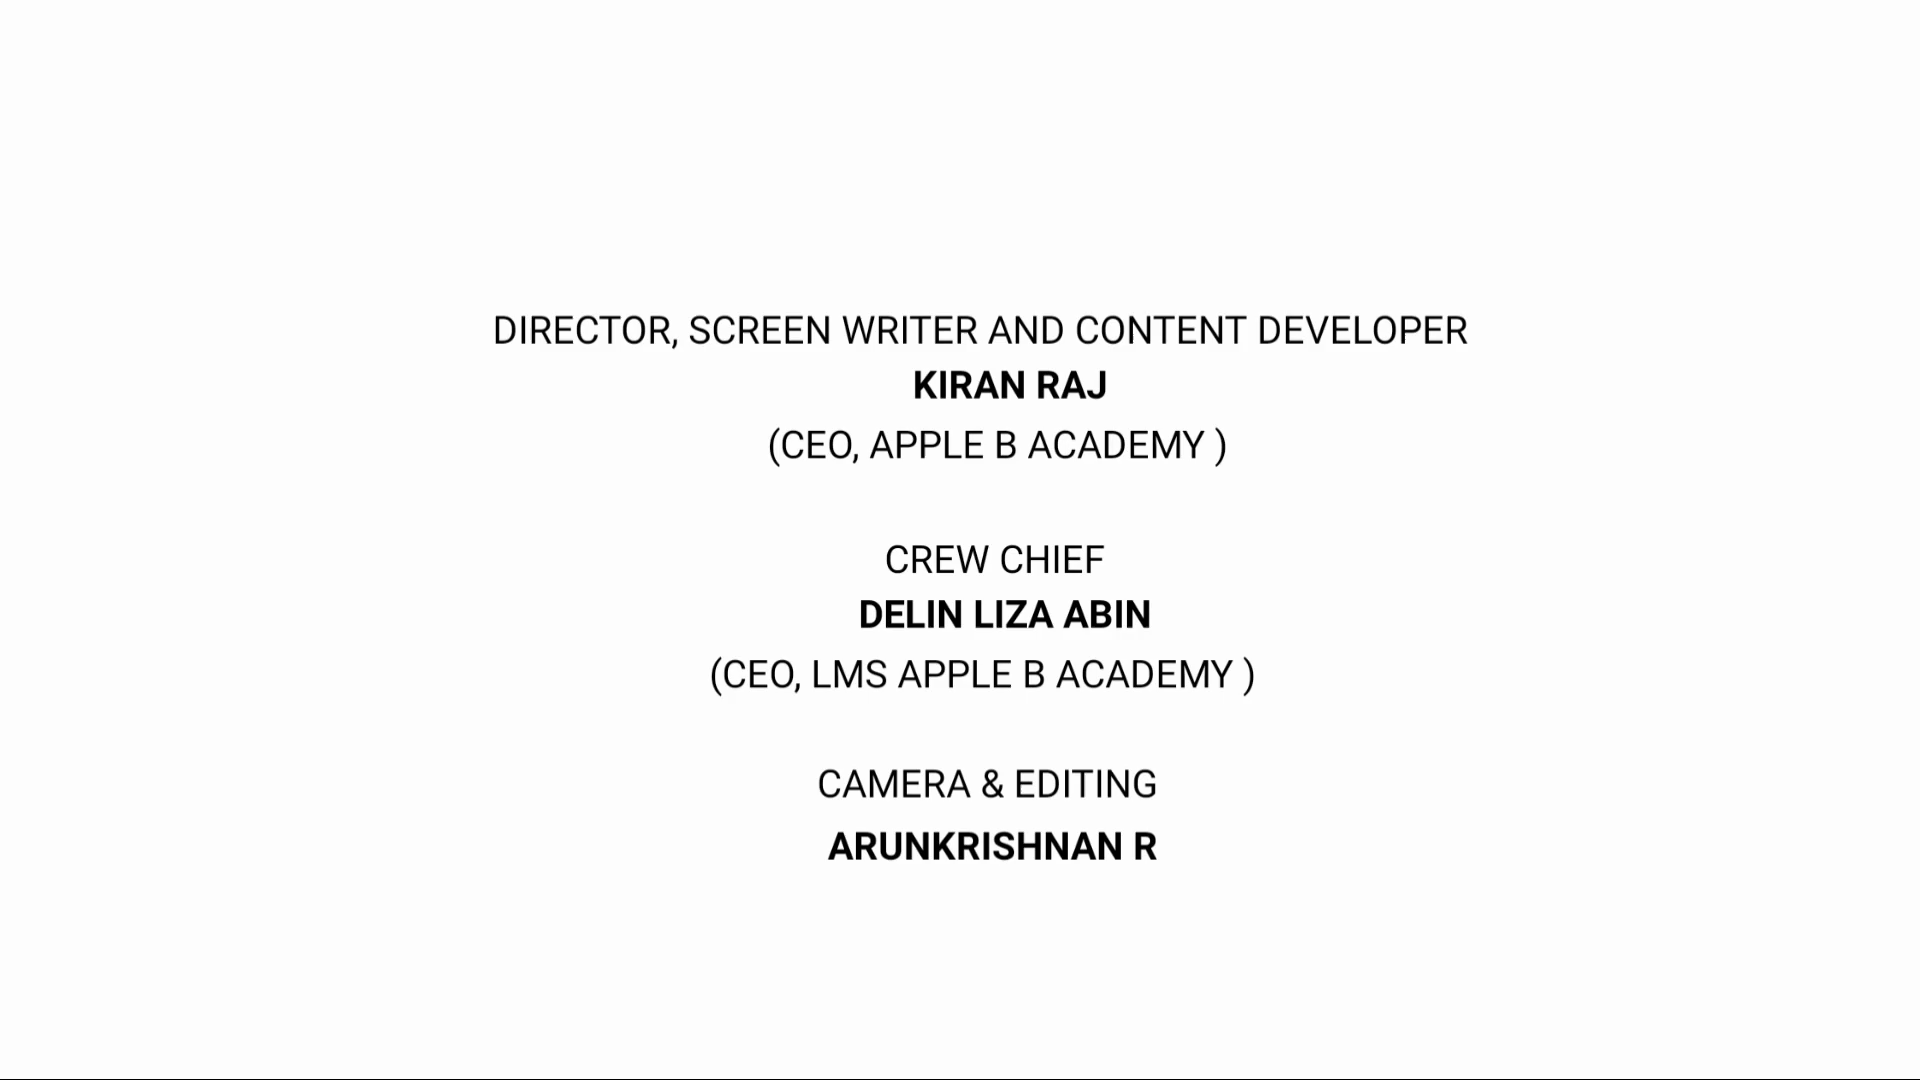 DIRECTOR, SCREEN WRITER AND CONTENT DEVELOPER
KIRAN RAJ
(CEO, APPLE B ACADEMY )
CREW CHIEF
DELIN LIZA ABIN
(CEO, LMS APPLE B ACADEMY )
CAMERA & EDITING
ARUNKRISHNAN R